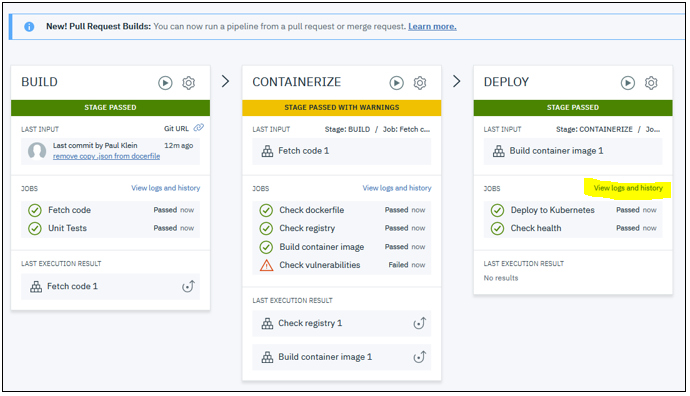 New! Pull Request Builds: You can now run a pipeline from a pull request or merge request. Learn more.
BUILD
STAGE PASSED
LAST INPUT Git URL
Last commit by Paul Klein 12m ago
remove copy .json from docerfile
JOBS View logs and history
Fetch code Passed now
Unit Tests Passed now
LAST EXECUTION RESULT
Fetch code 1
CONTAINERIZE
STAGE PASSED WITH WARNINGS
LAST INPUT Stage: BUILD / Job: Fetch c...
Fetch code 1
JOBS View logs and history
Check dockerfile Passed now
Check registry Passed now
Build container image Passed now
Check vulnerabilities Failed now
LAST EXECUTION RESULT
Check registry 1
Build container image 1
DEPLOY
STAGE PASSED
LAST INPUT Stage: CONTAINERIZE / Jo...
Build container image 1
JOBS View logs and history
Deploy to Kubernetes Passed now
Check health Passed now
LAST EXECUTION RESULT
No results